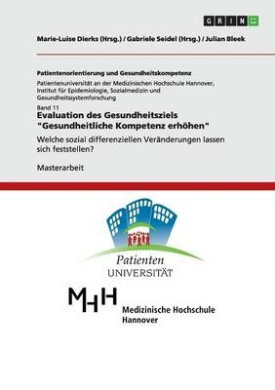 GRIN
Marie-Luise Dierks (Hrsg.) / Gabriele Seidel (Hrsg.) / Julian Bleek
Patientenorientierung und Gesundheitskompetenz
Patientenuniversität an der Medizinischen Hochschule Hannover,
Institut für Epidemiologie, Sozialmedizin und
Gesundheitssystemforschung
Band 11
Evaluation des Gesundheitsziels
"Gesundheitliche Kompetenz erhöhen"
Welche sozial differenziellen Veränderungen lassen
sich feststellen?
Masterarbeit
Patienten
UNIVERSITÄT
MHH
Medizinische Hochschule
Hannover